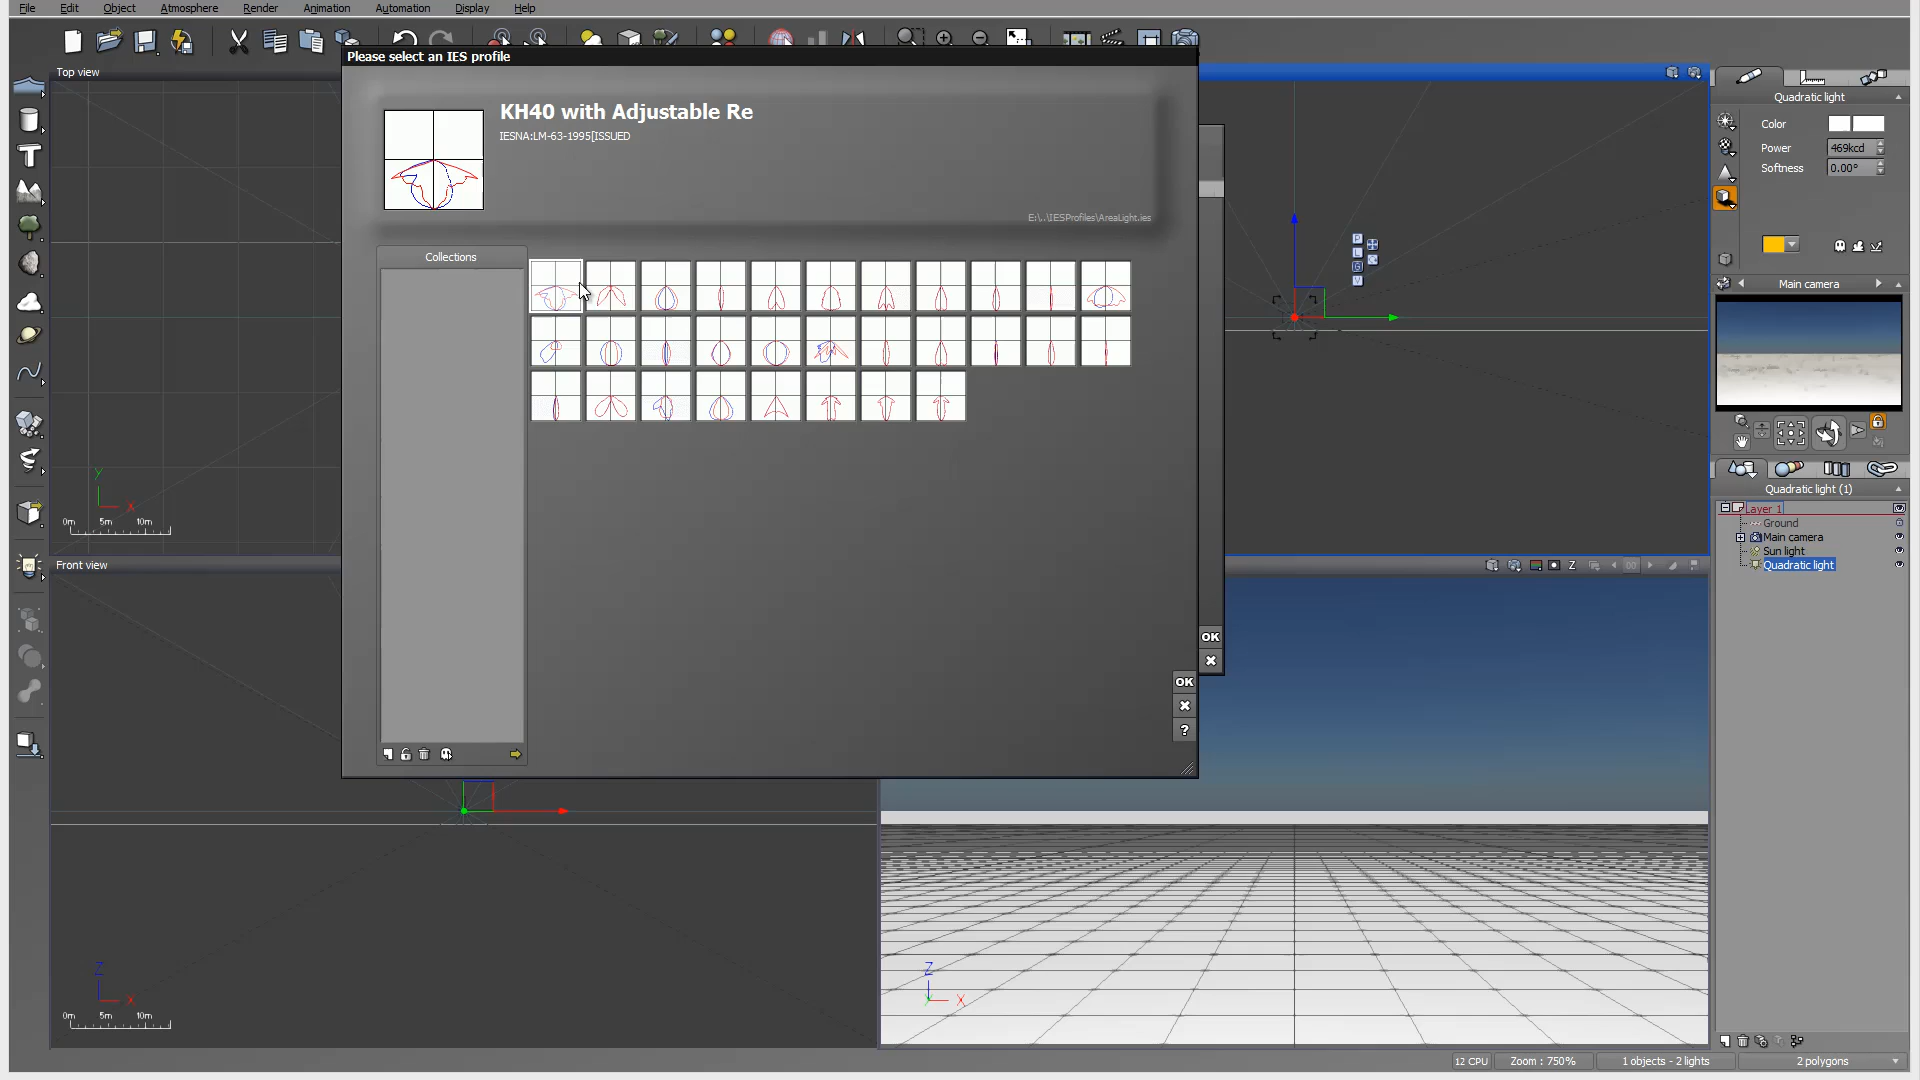 File Edit Object Atmosphere Render Animation Automation Display Help
Please select an IES profile
Top view
KH40 with Adjustable Re
IESNA:LM-63-1995[ISSUED
E:\..\IESProfiles\AreaLight.ies
Collections
OK
OK
?
Quadratic light
Color
Power 469kcd
Softness 0.00°
Main camera
Quadratic light (1)
Layer 1
Ground
Main camera
Sun light
Quadratic light
P
L
V
Y
X
0m 5m 10m
Front view
Z 00
Z
X
0m 5m 10m
Z
Y X
12 CPU Zoom : 750% 1 objects - 2 lights 2 polygons